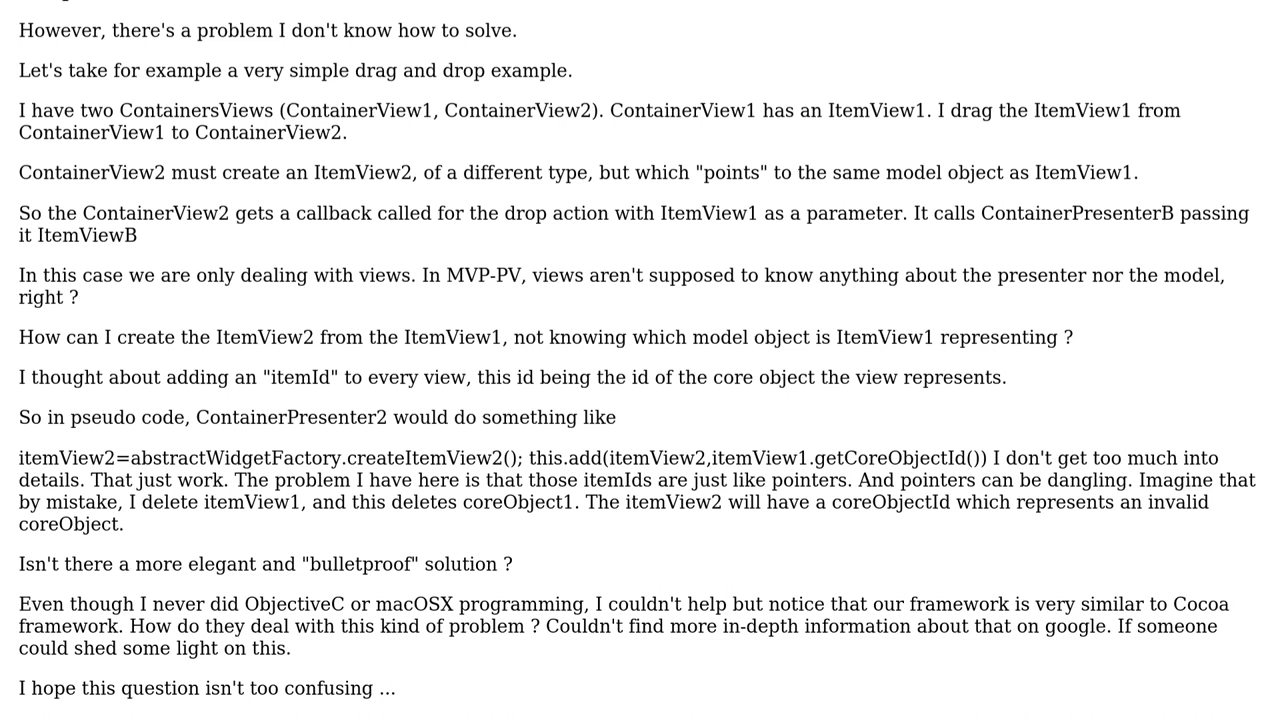 However, there's a problem I don't know how to solve.
Let's take for example a very simple drag and drop example.
I have two ContainersViews (ContainerView1, ContainerView2). ContainerView1 has an ItemView1. I drag the ItemView1 from
ContainerView1 to ContainerView2.
ContainerView2 must create an ItemView2, of a different type, but which "points" to the same model object as ItemView1.
So the ContainerView2 gets a callback called for the drop action with ItemView1 as a parameter. It calls ContainerPresenterB passing
it ItemViewB
In this case we are only dealing with views. In MVP-PV, views aren't supposed to know anything about the presenter nor the model,
right ?
How can I create the ItemView2 from the ItemView1, not knowing which model object is ItemView1 representing ?
I thought about adding an "itemId" to every view, this id being the id of the core object the view represents.
So in pseudo code, ContainerPresenter2 would do something like
itemView2=abstractWidgetFactory.createItemView2(); this.add(itemView2,itemView1.getCoreObjectId()) I don't get too much into
details. That just work. The problem I have here is that those itemIds are just like pointers. And pointers can be dangling. Imagine that
by mistake, I delete itemView1, and this deletes coreObject1. The itemView2 will have a coreObjectId which represents an invalid
coreObject.
Isn't there a more elegant and "bulletproof" solution ?
Even though I never did ObjectiveC or macOSX programming, I couldn't help but notice that our framework is very similar to Cocoa
framework. How do they deal with this kind of problem ? Couldn't find more in-depth information about that on google. If someone
could shed some light on this.
I hope this question isn't too confusing ...